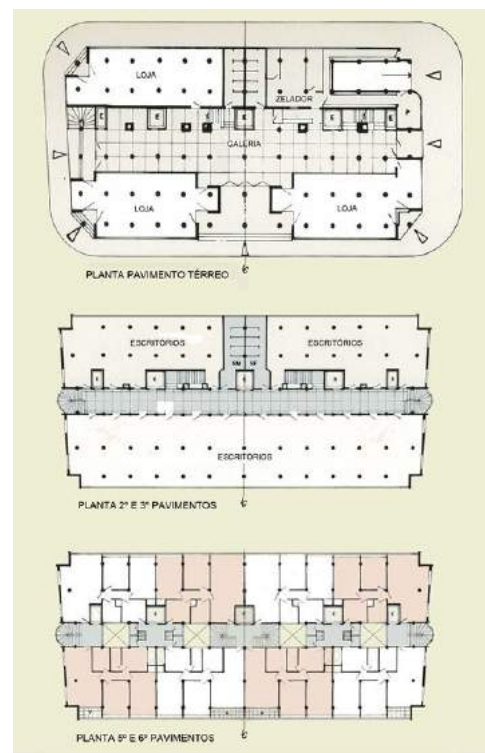 LOJA
ZELADOR
P
E
E
E
E
E
GALERIA
LOJA
LOJA
PLANTA PAVIMENTO TÉRREO
ESCRITÓRIOS
ESCRITÓRIOS
ESCRITÓRIOS
PLANTA 2º E 3º PAVIMENTOS
PLANTA 5º E 6º PAVIMENTOS